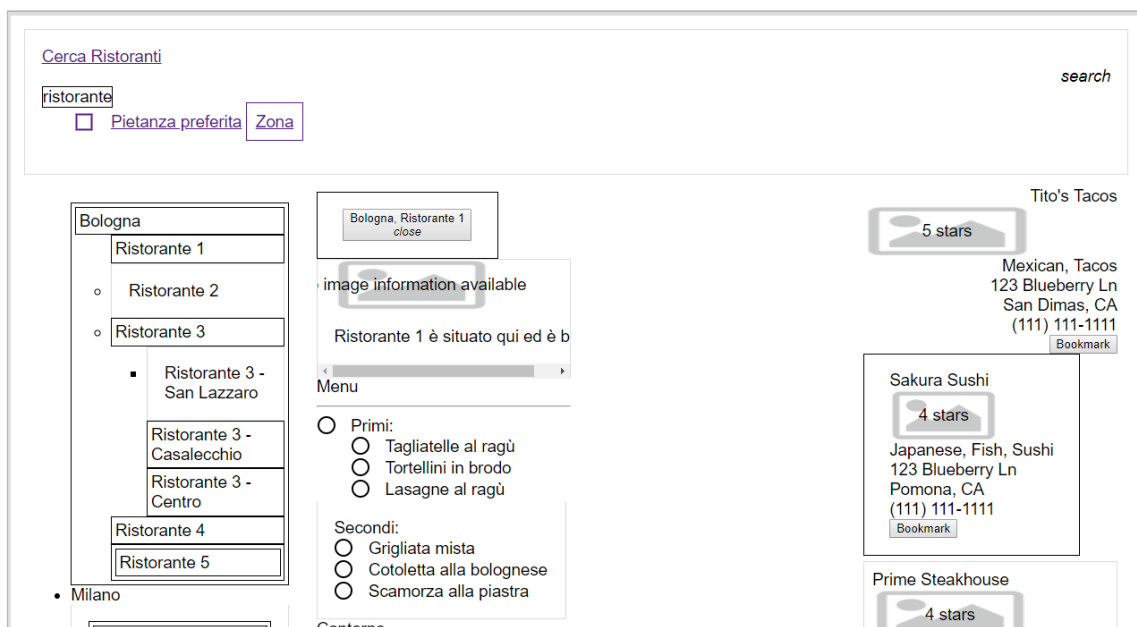 Cerca Ristoranti
search
ristorante
Pietanza preferita Zona
Bologna
Ristorante 1
Ristorante 2
Ristorante 3
Ristorante 3 -
San Lazzaro
Ristorante 3 -
Casalecchio
Ristorante 3 -
Centro
Ristorante 4
Ristorante 5
Milano
Bologna, Ristorante 1
close
image information available
Ristorante 1 è situato qui ed è b
Menu
Primi:
Tagliatelle al ragù
Tortellini in brodo
Lasagne al ragù
Secondi:
Grigliata mista
Cotoletta alla bolognese
Scamorza alla piastra
Tito's Tacos
5 stars
Mexican, Tacos
123 Blueberry Ln
San Dimas, CA
(111) 111-1111
Bookmark
Sakura Sushi
4 stars
Japanese, Fish, Sushi
123 Blueberry Ln
Pomona, CA
(111) 111-1111
Bookmark
Prime Steakhouse
4 stars